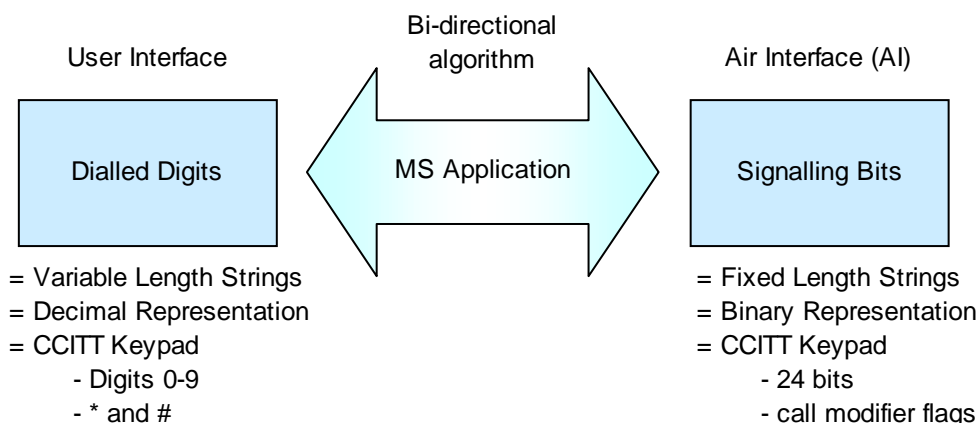 Bi-directional
algorithm
User Interface
Air Interface (AI)
Dialled Digits
MS Application
Signalling Bits
= Variable Length Strings
= Decimal Representation
= CCITT Keypad
- Digits 0-9
- * and #
= Fixed Length Strings
= Binary Representation
= CCITT Keypad
- 24 bits
- call modifier flags